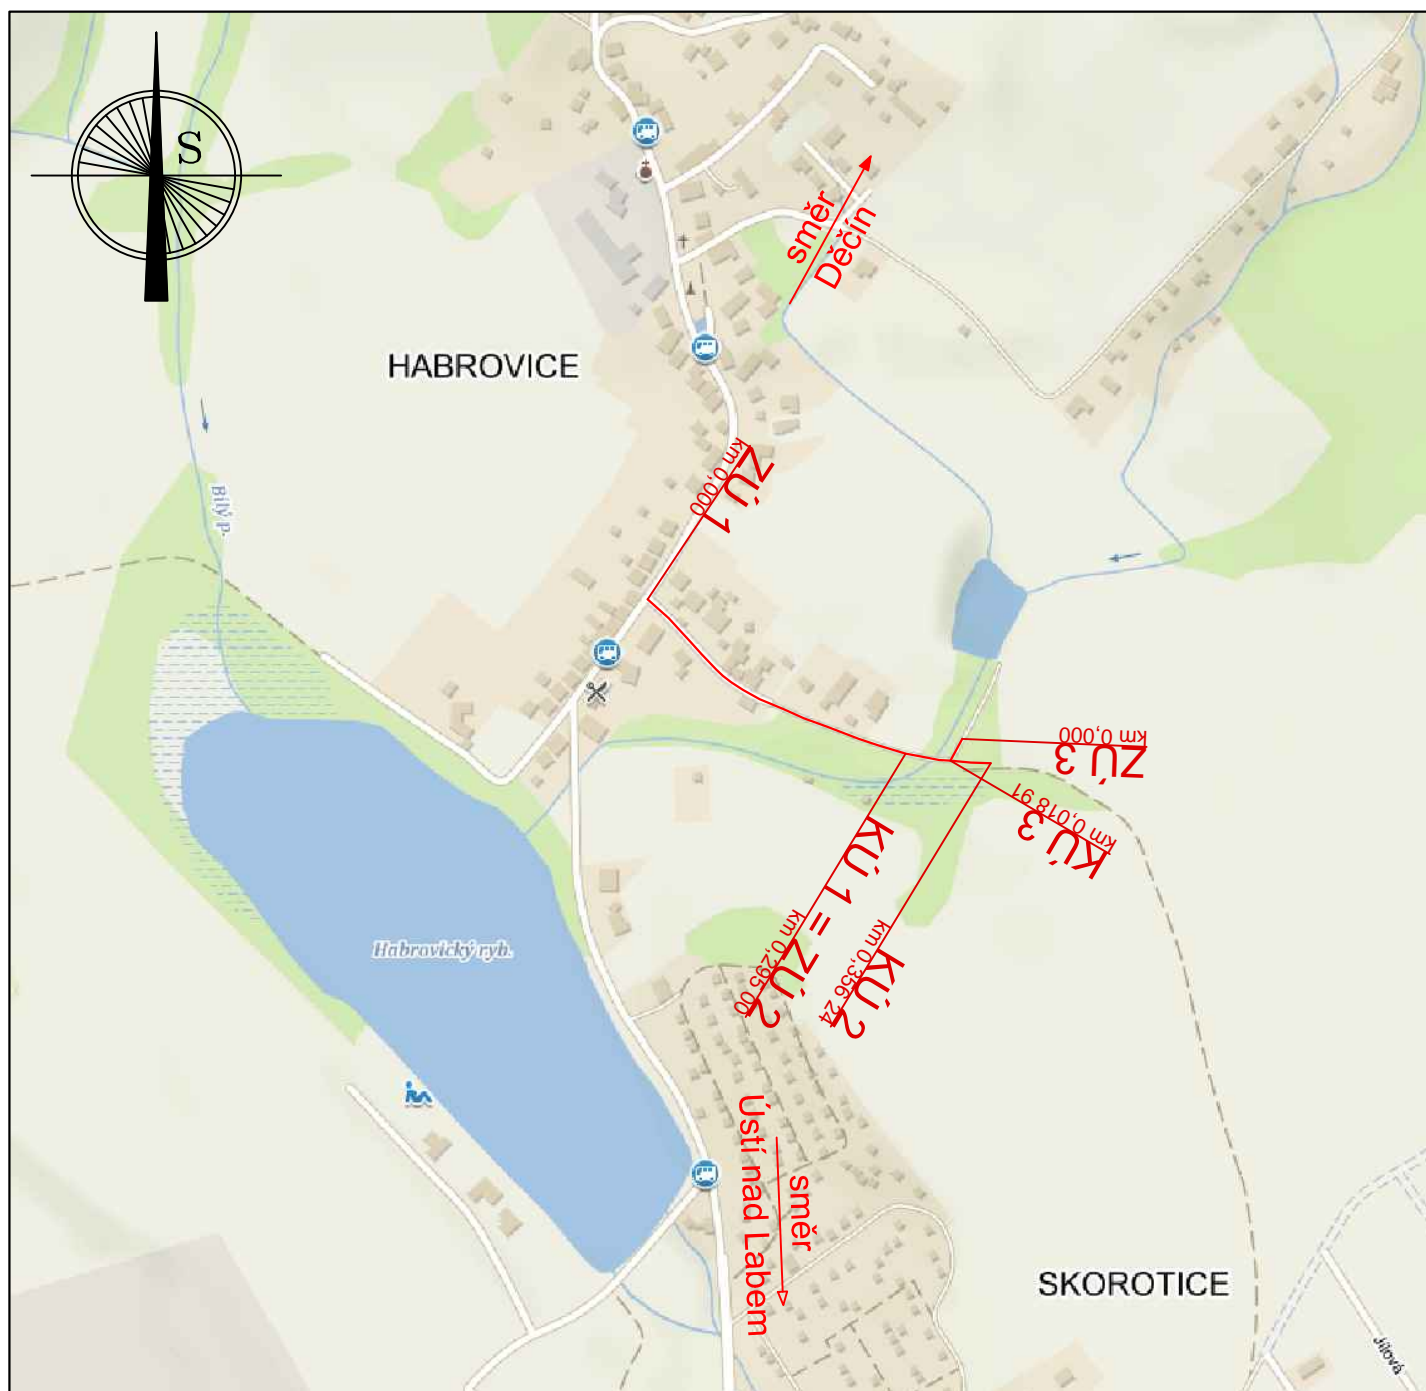 S
směr
Děčín
HABROVICE
km 0,000
ZÚ 1
Bílý p.
km 0,000
ZÚ 3
km 0,018 91
KÚ 3
KÚ 1 = ZÚ 2
km 0,295 00
KÚ 2
km 0,356 24
Habrovický ryb.
směr
Ústí nad Labem
SKOROTICE
Jílová